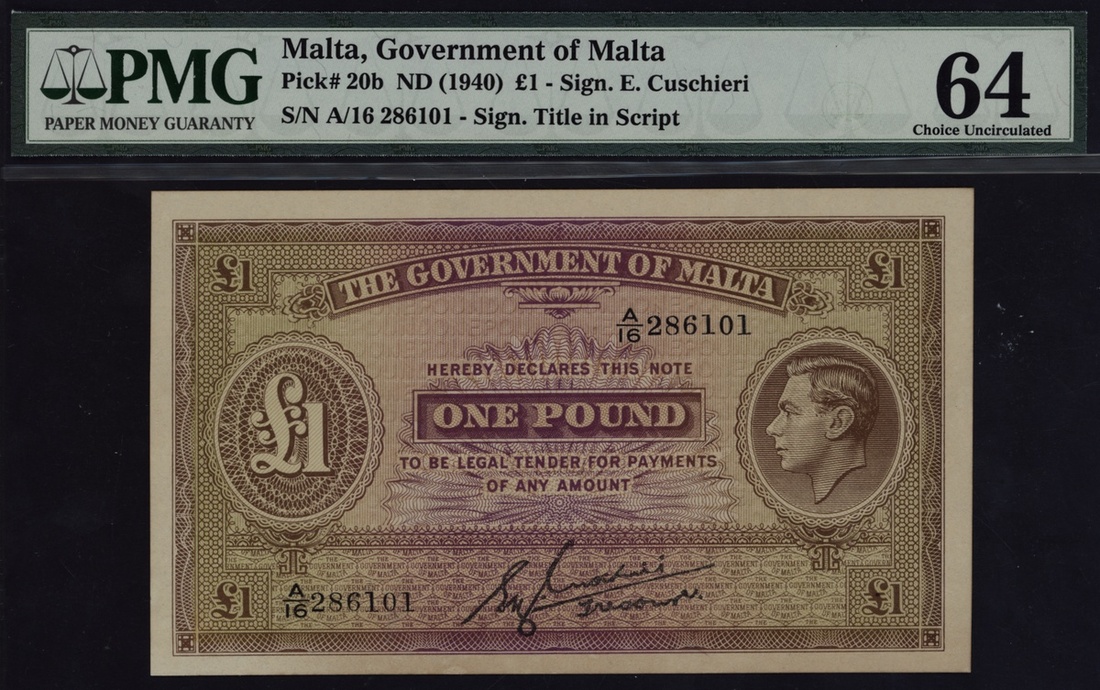 PMG
PAPER MONEY GUARANTY
Malta, Government of Malta
Pick# 20b ND (1940) £1 - Sign. E. Cuschieri
S/N A/16 286101 - Sign. Title in Script
64
Choice Uncirculated
£1 £1
THE GOVERNMENT OF MALTA
A/16 286101
HEREBY DECLARES THIS NOTE
£1
ONE POUND
TO BE LEGAL TENDER FOR PAYMENTS
OF ANY AMOUNT
£1 £1
A/16 286101